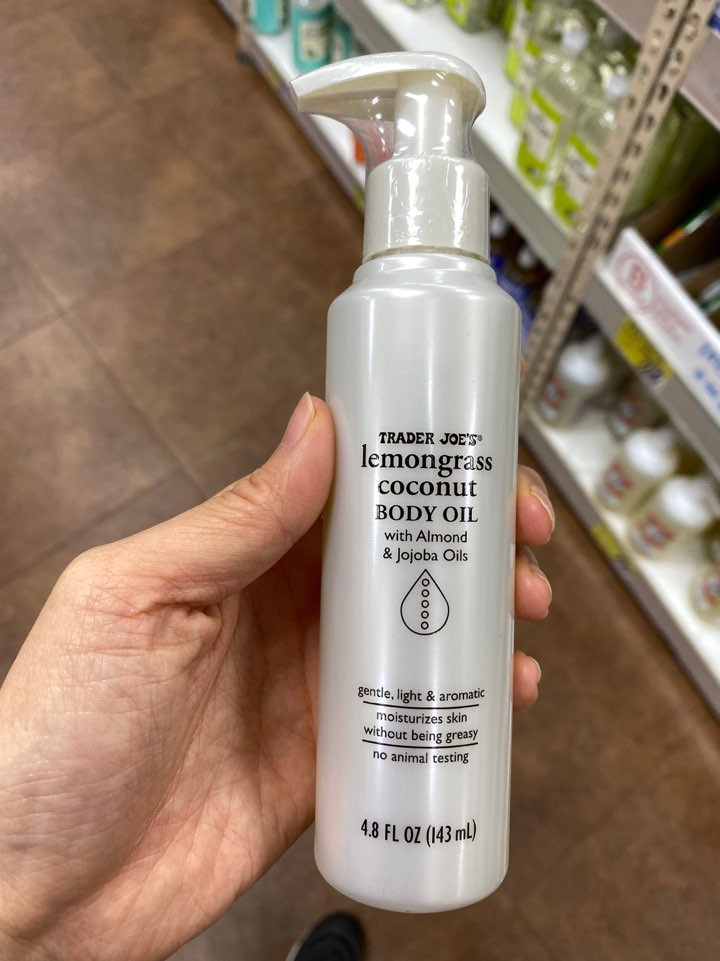 TRADER JOE'S®
lemongrass
coconut
BODY OIL
with Almond
& Jojoba Oils
gentle, light & aromatic
moisturizes skin
without being greasy
no animal testing
4.8 FL OZ (143 mL)